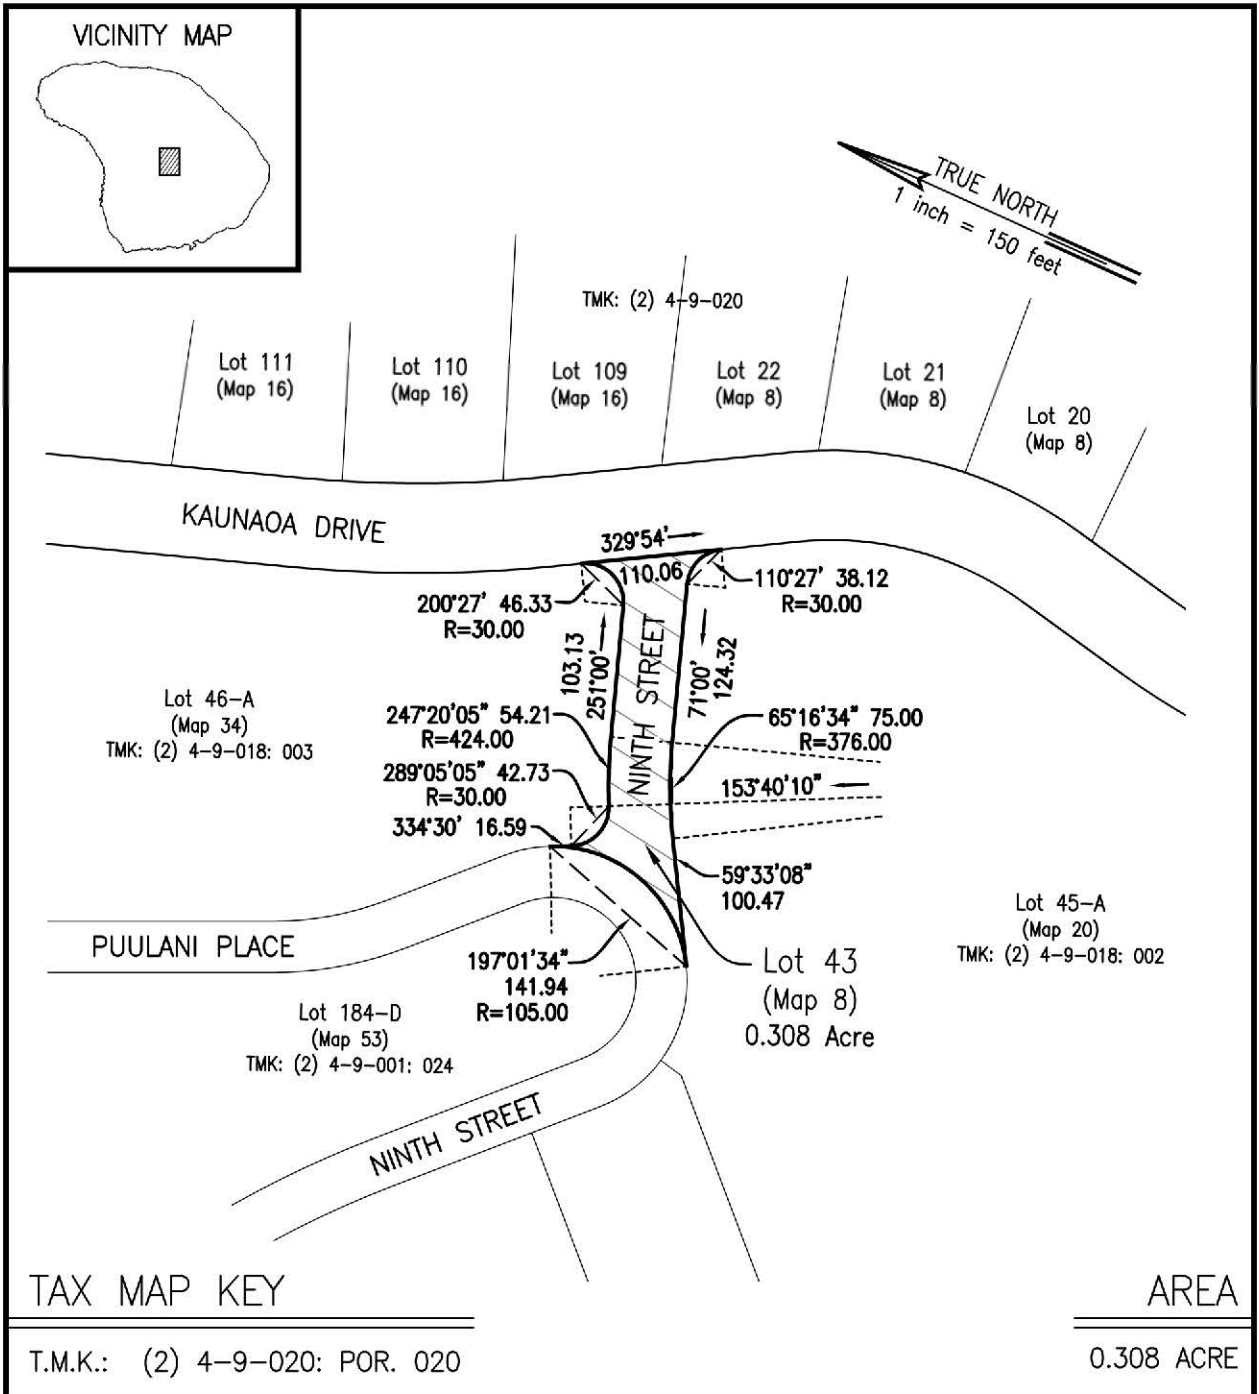 VICINITY MAP
TRUE NORTH
1 inch = 150 feet
TMK: (2) 4-9-020
Lot 111
(Map 16)
Lot 110
(Map 16)
Lot 109
(Map 16)
Lot 22
(Map 8)
Lot 21
(Map 8)
Lot 20
(Map 8)
KAUNAOA DRIVE
329°54'
110.06
200°27' 46.33
R=30.00
110°27' 38.12
R=30.00
103.13
251°00'
NINTH STREET
71°00'
124.32
Lot 46-A
(Map 34)
TMK: (2) 4-9-018: 003
247°20'05" 54.21
R=424.00
65°16'34" 75.00
R=376.00
289°05'05" 42.73
R=30.00
153°40'10"
334°30' 16.59
59°33'08"
100.47
Lot 45-A
(Map 20)
TMK: (2) 4-9-018: 002
PUULANI PLACE
197°01'34"
141.94
R=105.00
Lot 43
(Map 8)
0.308 Acre
Lot 184-D
(Map 53)
TMK: (2) 4-9-001: 024
NINTH STREET
TAX MAP KEY
T.M.K.: (2) 4-9-020: POR. 020
AREA
0.308 ACRE